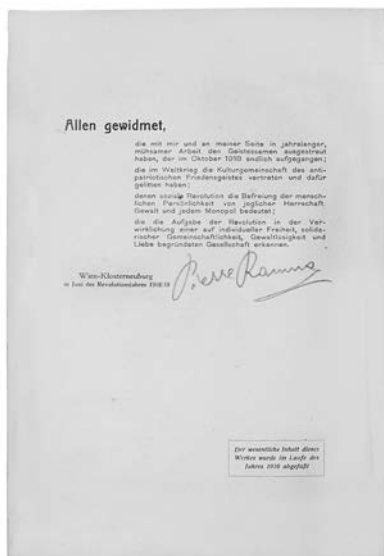 Allen gewidmet,
die mit mir und an meiner Seite in jahrelanger,
mühsamer Arbeit den Geistessamen ausgestreut
haben, der im Oktober 1918 endlich aufgegangen;
die im Weltkrieg die Kulturgemeinschaft des anti-
patriotischen Friedensgeistes vertreten und dafür
gelitten haben;
denen soziale Revolution die Befreiung der mensch-
lichen Persönlichkeit von jeglicher Herrschaft,
Gewalt und jedem Monopol bedeutet;
die die Aufgabe der Revolution in der Ver-
wirklichung einer auf individueller Freiheit, solida-
rischer Gemeinschaftlichkeit, Gewaltlosigkeit und
Liebe begründeten Gesellschaft erkennen.
Wien-Klosterneuburg
im Juni des Revolutionsjahres 1918/19
Pierre Ramus
Der wesentliche Inhalt dieses
Werkes wurde im Laufe des
Jahres 1918 abgefaßt